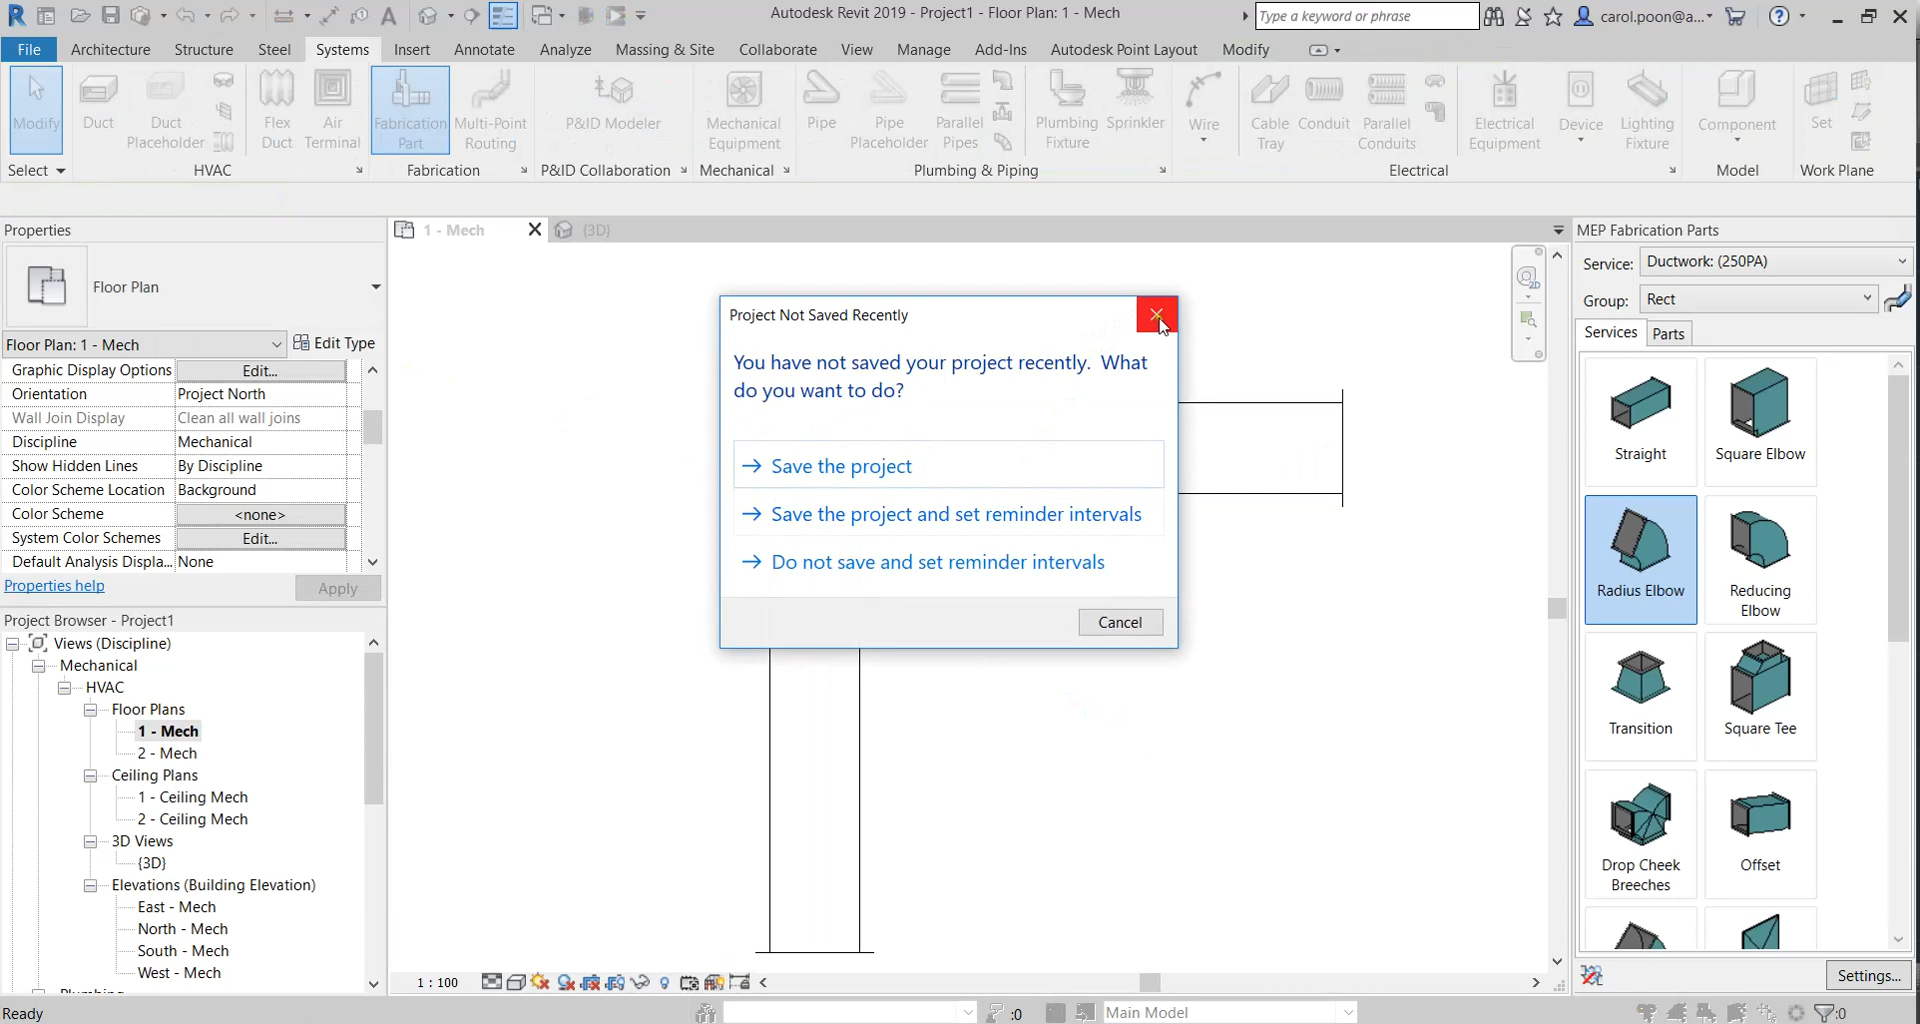 Autodesk Revit 2019 - Project1 - Floor Plan: 1 - Mech
Type a keyword or phrase
carol.poon@a...
File Architecture Structure Steel Systems Insert Annotate Analyze Massing & Site Collaborate View Manage Add-Ins Autodesk Point Layout Modify
Modify
Duct
Duct Placeholder
Flex Duct
Air Terminal
Fabrication Part
Multi-Point Routing
P&ID Modeler
Mechanical Equipment
Pipe
Pipe Placeholder
Parallel Pipes
Plumbing Fixture
Sprinkler
Wire
Cable Tray
Conduit
Parallel Conduits
Electrical Equipment
Device
Lighting Fixture
Component
Set
Select HVAC Fabrication P&ID Collaboration Mechanical Plumbing & Piping Electrical Model Work Plane
Properties
Floor Plan
Floor Plan: 1 - Mech
Edit Type
Graphic Display Options Edit...
Orientation Project North
Wall Join Display Clean all wall joins
Discipline Mechanical
Show Hidden Lines By Discipline
Color Scheme Location Background
Color Scheme <none>
System Color Schemes Edit...
Default Analysis Displa... None
Properties help
Apply
Project Browser - Project1
Views (Discipline)
Mechanical
HVAC
Floor Plans
1 - Mech
2 - Mech
Ceiling Plans
1 - Ceiling Mech
2 - Ceiling Mech
3D Views
{3D}
Elevations (Building Elevation)
East - Mech
North - Mech
South - Mech
West - Mech
1 - Mech
{3D}
Project Not Saved Recently
You have not saved your project recently. What
do you want to do?
Save the project
Save the project and set reminder intervals
Do not save and set reminder intervals
Cancel
2D
1 : 100
MEP Fabrication Parts
Service: Ductwork: (250PA)
Group: Rect
Services Parts
Straight
Square Elbow
Radius Elbow
Reducing
Elbow
Transition
Square Tee
Drop Cheek
Breeches
Offset
Settings...
Ready
:0
Main Model
:0